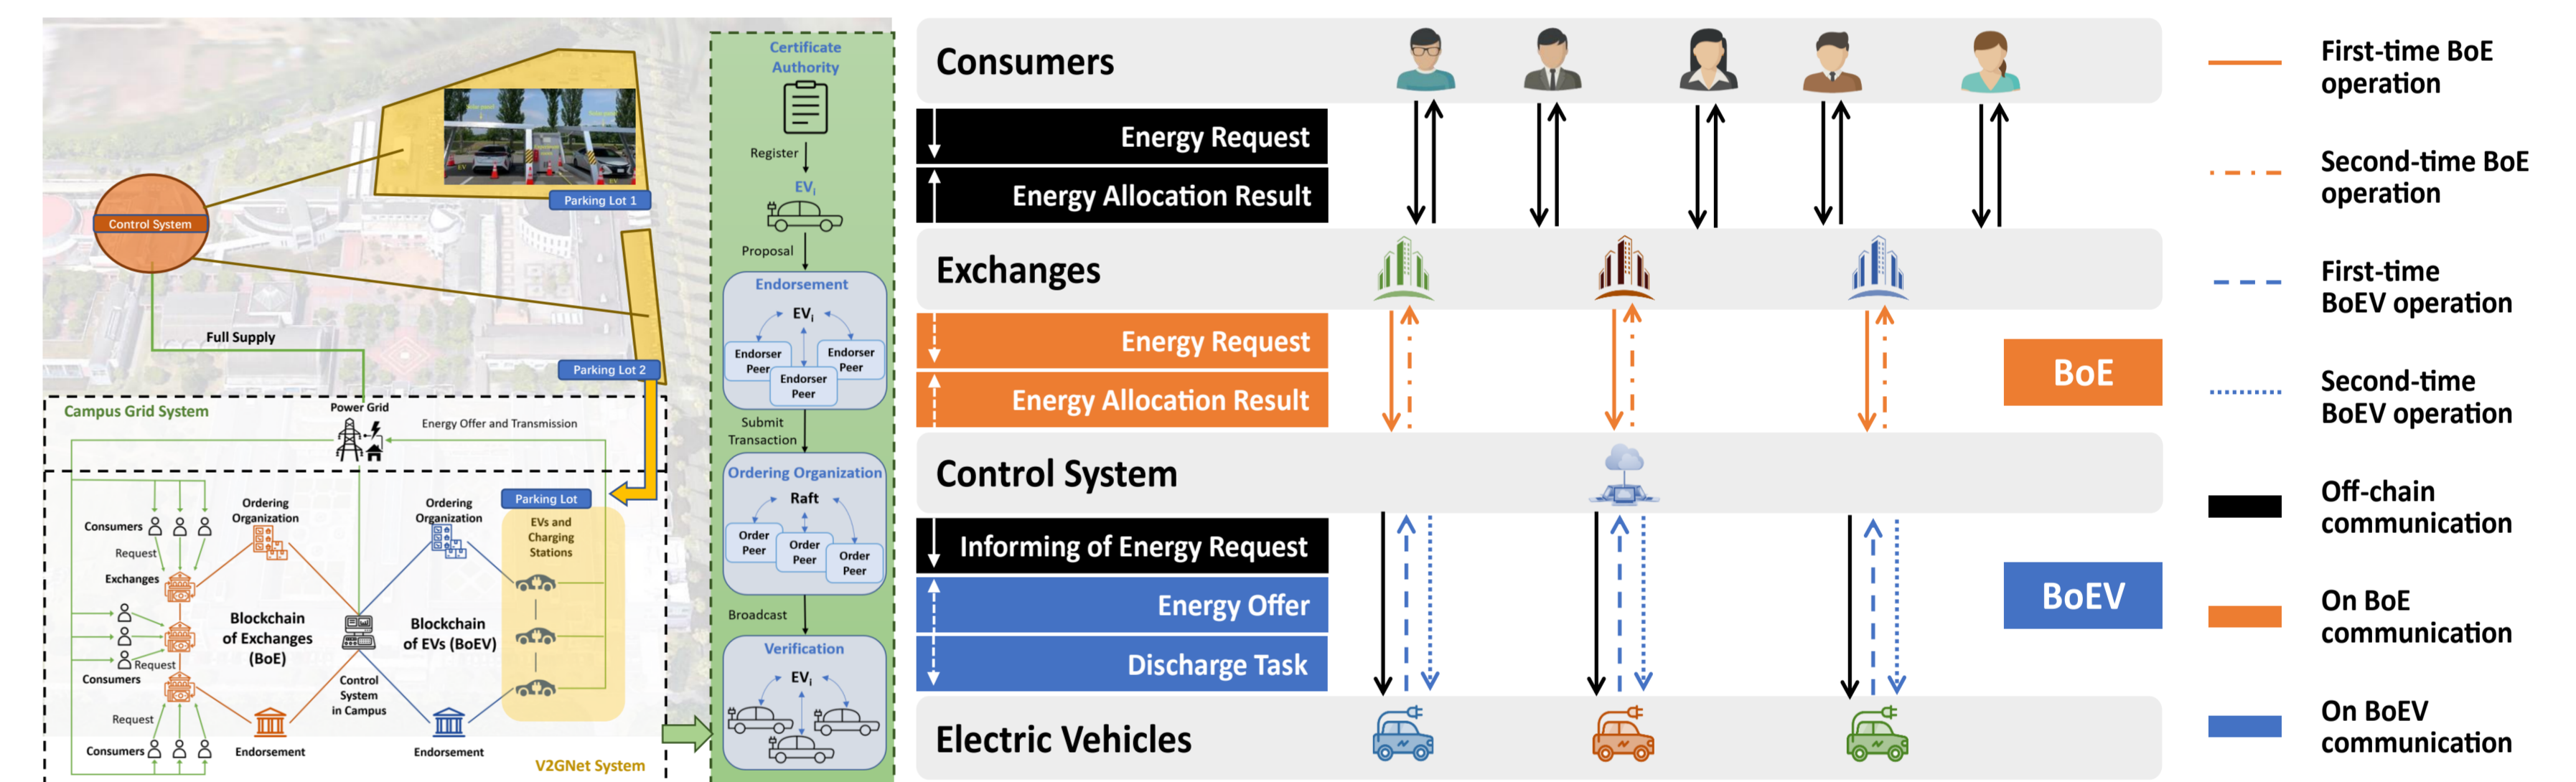 Control System
Solar panel
Parking Lot 1
Full Supply
Parking Lot 2
Campus Grid System
Power Grid
Energy Offer and Transmission
Parking Lot
Ordering
Organization
Ordering
Organization
EVs and
Charging
Stations
Consumers
Request
Exchanges
Blockchain
of Exchanges
(BoE)
Blockchain
of EVs (BoEV)
Request
Consumers
Control
System
in Campus
Request
Consumers
Endorsement
Endorsement
V2GNet System
Certificate
Authority
Register
EVi
Proposal
Endorsement
EVi
Endorser
Peer
Endorser
Peer
Endorser
Peer
Submit
Transaction
Ordering Organization
Raft
Order
Peer
Order
Peer
Order
Peer
Broadcast
Verification
EVi
Consumers
Energy Request
Energy Allocation Result
Exchanges
Energy Request
Energy Allocation Result
BoE
Control System
Informing of Energy Request
Energy Offer
Discharge Task
BoEV
Electric Vehicles
First-time BoE
operation
Second-time BoE
operation
First-time
BoEV operation
Second-time
BoEV operation
Off-chain
communication
On BoE
communication
On BoEV
communication